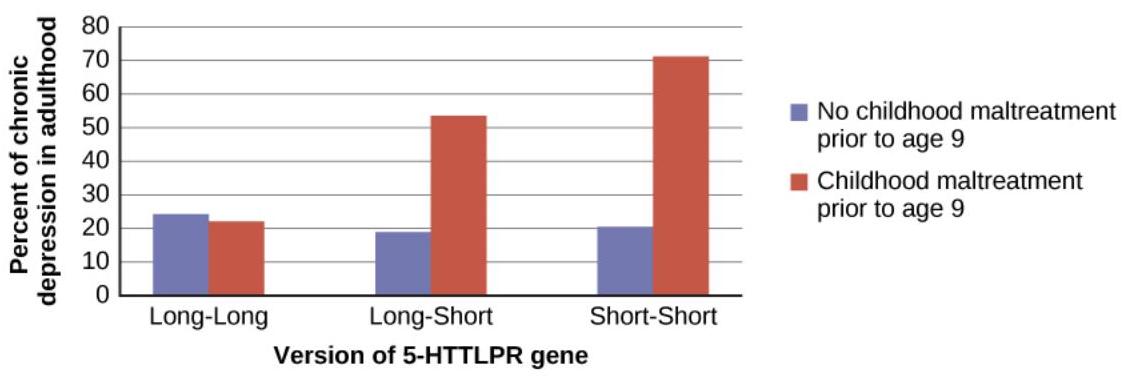 Percent of chronic
depression in adulthood
80
70
60
50
40
30
20
10
0
Long-Long
Long-Short
Short-Short
Version of 5-HTTLPR gene
No childhood maltreatment
prior to age 9
Childhood maltreatment
prior to age 9